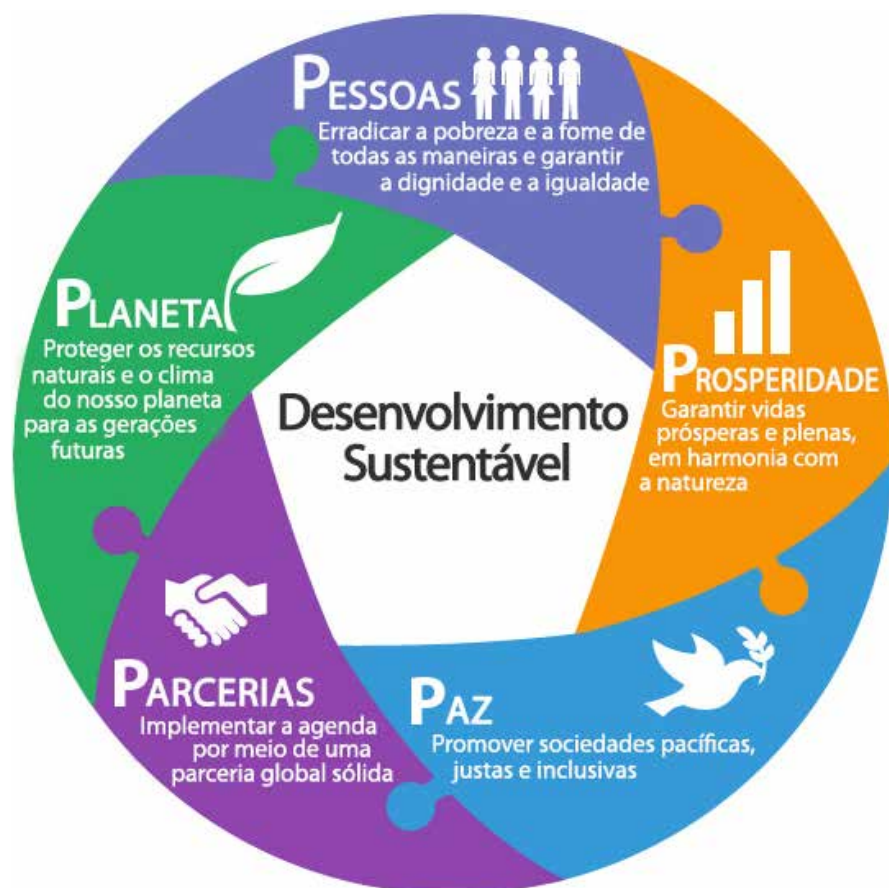 PESSOAS
Erradicar a pobreza e a fome de
todas as maneiras e garantir
a dignidade e a igualdade
PROSPERIDADE
Garantir vidas
prósperas e plenas,
em harmonia com
a natureza
PAZ
Promover sociedades pacíficas,
justas e inclusivas
PARCERIAS
Implementar a agenda
por meio de uma
parceria global sólida
PLANETA
Proteger os recursos
naturais e o clima
do nosso planeta
para as gerações
futuras
Desenvolvimento
Sustentável